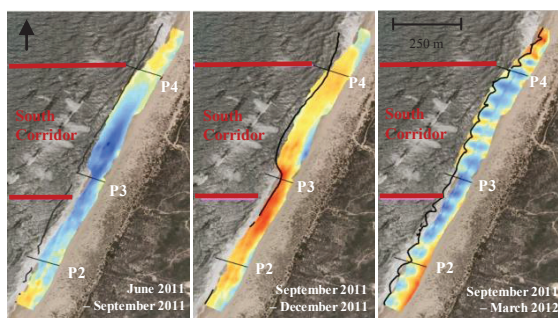 P4
South
Corridor
P3
P2
June 2011
– September 2011
P4
South
Corridor
P3
P2
September 2011
– December 2011
250 m
P4
South
Corridor
P3
P2
September 2011
– March 2012